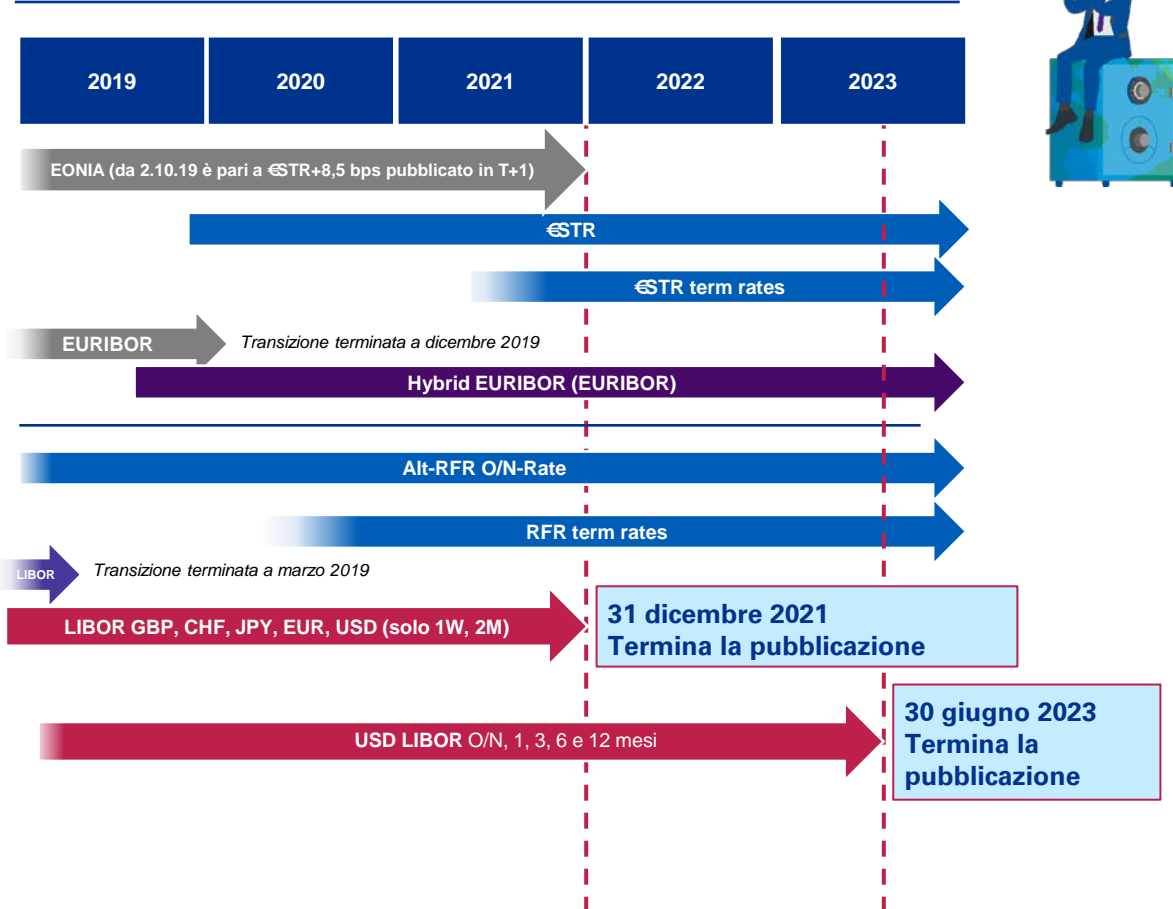 2019 2020 2021 2022 2023
EONIA (da 2.10.19 è pari a €STR+8,5 bps pubblicato in T+1)
€STR
€STR term rates
EURIBOR
Transizione terminata a dicembre 2019
Hybrid EURIBOR (EURIBOR)
Alt-RFR O/N-Rate
RFR term rates
LIBOR
Transizione terminata a marzo 2019
LIBOR GBP, CHF, JPY, EUR, USD (solo 1W, 2M)
31 dicembre 2021
Termina la pubblicazione
USD LIBOR O/N, 1, 3, 6 e 12 mesi
30 giugno 2023
Termina la
pubblicazione